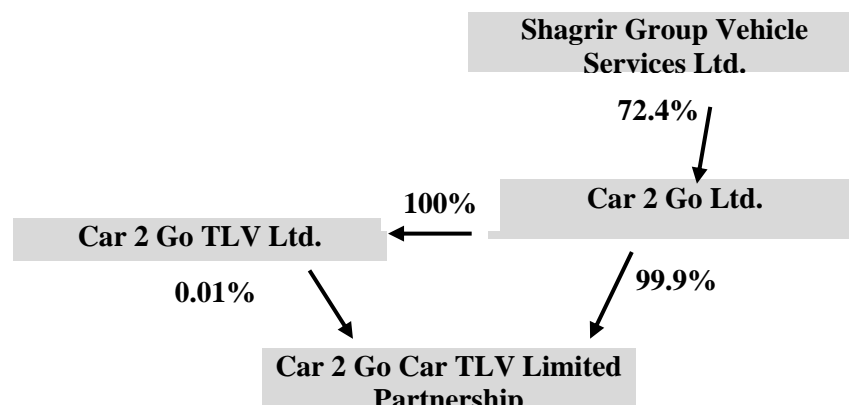 Shagrir Group Vehicle
Services Ltd.
72.4%
Car 2 Go Ltd.
100%
Car 2 Go TLV Ltd.
0.01%
99.9%
Car 2 Go Car TLV Limited
Partnership